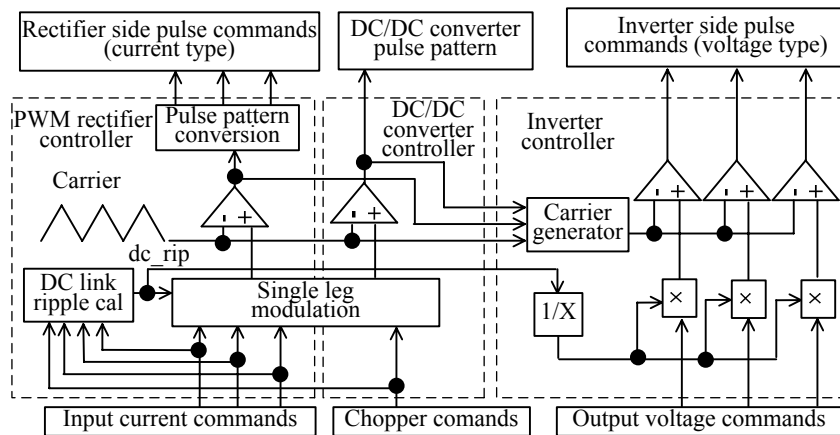 Rectifier side pulse commands
(current type)
DC/DC converter
pulse pattern
Inverter side pulse
commands (voltage type)
PWM rectifier
controller
Pulse pattern
conversion
DC/DC
converter
controller
Inverter
controller
Carrier
- +
- +
- +
- +
- +
Carrier
generator
dc_rip
DC link
ripple cal
Single leg
modulation
1/X
×
×
×
Input current commands
Chopper comands
Output voltage commands